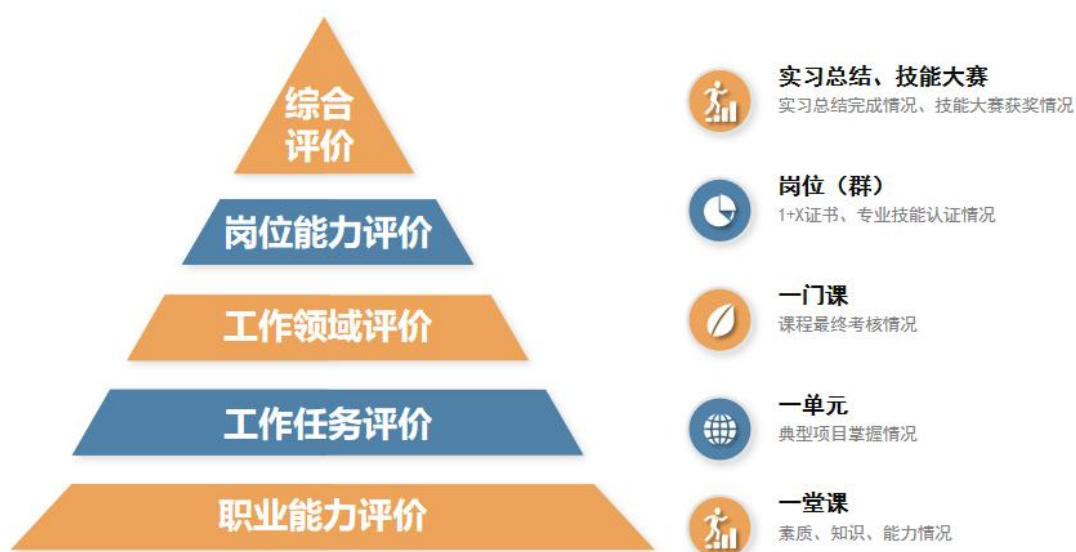 综合
评价
实习总结、技能大赛
实习总结完成情况、技能大赛获奖情况
岗位能力评价
岗位（群）
1+X证书、专业技能认证情况
工作领域评价
一门课
课程最终考核情况
工作任务评价
一单元
典型项目掌握情况
职业能力评价
一堂课
素质、知识、能力情况